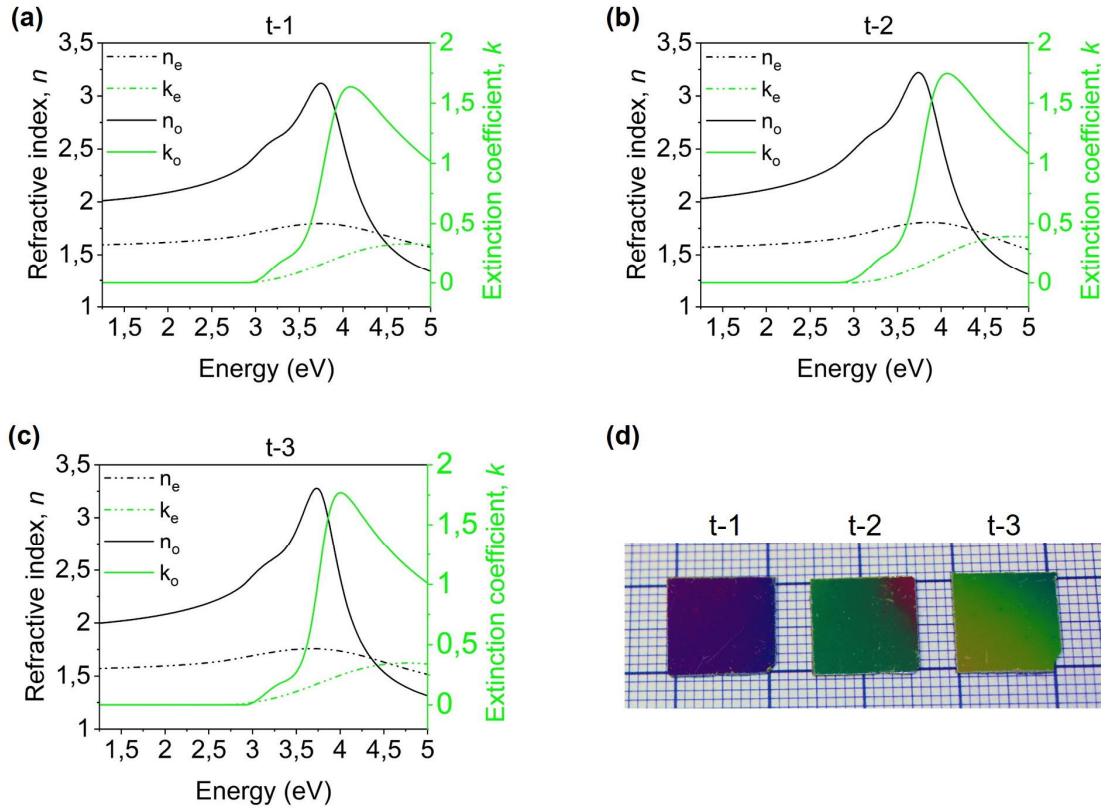 (a)
t-1
3,5
3
2,5
2
1,5
1
Refractive index, n
n_e
k_e
n_o
k_o
2
1,5
1
0,5
0
Extinction coefficient, k
1,5 2 2,5 3 3,5 4 4,5 5
Energy (eV)
(b)
t-2
3,5
3
2,5
2
1,5
1
Refractive index, n
n_e
k_e
n_o
k_o
2
1,5
1
0,5
0
Extinction coefficient, k
1,5 2 2,5 3 3,5 4 4,5 5
Energy (eV)
(c)
t-3
3,5
3
2,5
2
1,5
1
Refractive index, n
n_e
k_e
n_o
k_o
2
1,5
1
0,5
0
Extinction coefficient, k
1,5 2 2,5 3 3,5 4 4,5 5
Energy (eV)
(d)
t-1 t-2 t-3